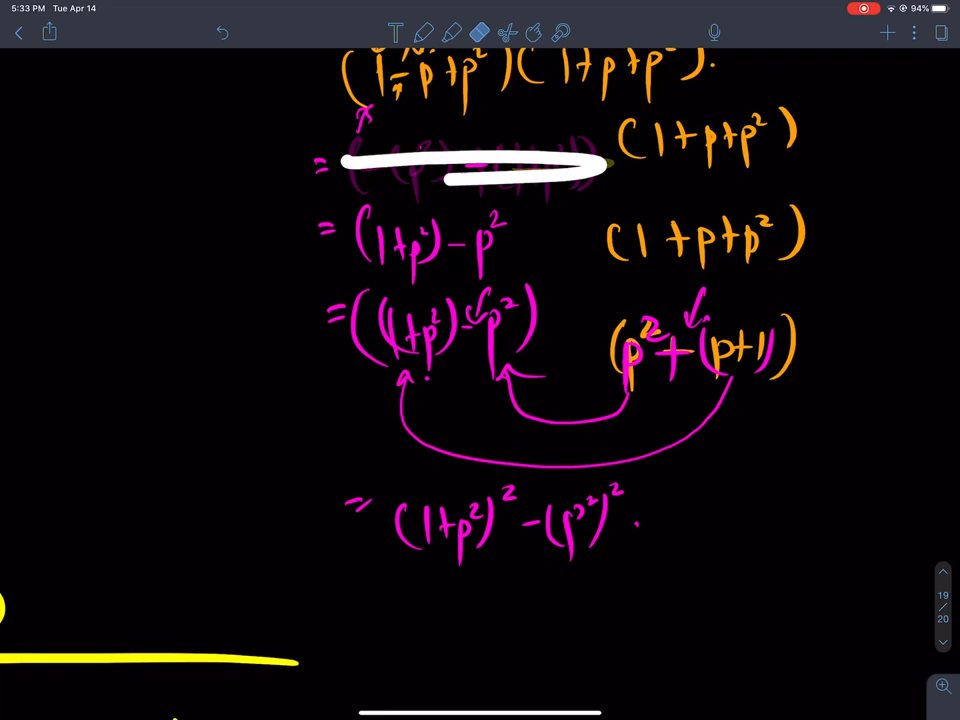 5:33 PM Tue Apr 14
94%
(1-p+p²)(1+p+p²).
= (1+p+p²)
= (1+p²)-p² (1+p+p²)
=((1+p²)-p²) (p²+(p+1))
= (1+p²)²-(p²)².
19
/
20